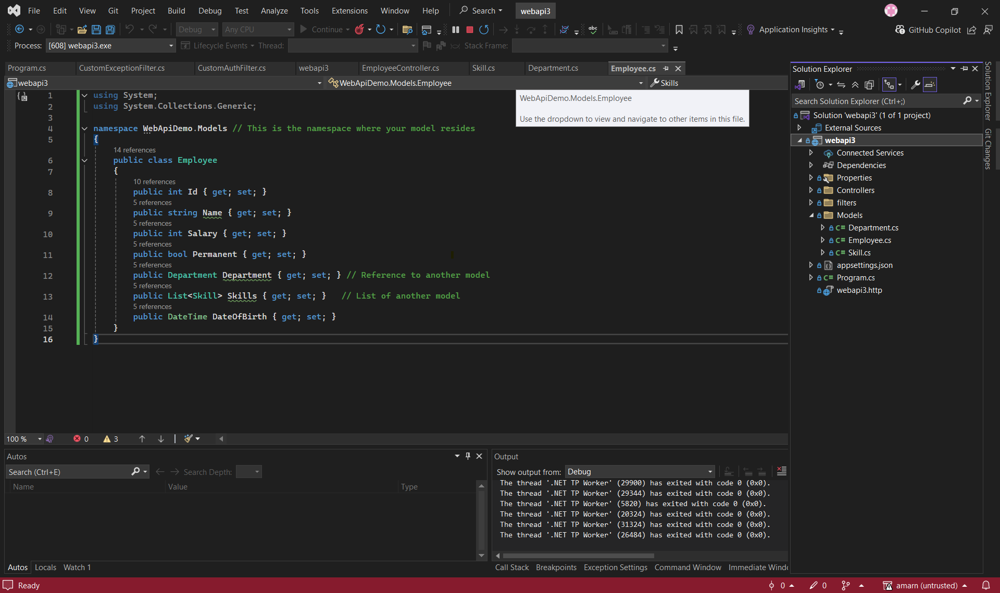 File Edit View Git Project Build Debug Test Analyze Tools Extensions Window Help Search webapi3
Debug Any CPU Continue Application Insights GitHub Copilot
Process: [608] webapi3.exe Lifecycle Events Thread: Stack Frame:
Program.cs CustomExceptionFilter.cs CustomAuthFilter.cs webapi3 EmployeeController.cs Skill.cs Department.cs Employee.cs
webapi3 WebApiDemo.Models.Employee Skills
WebApiDemo.Models.Employee
Use the dropdown to view and navigate to other items in this file.
1 using System;
2 using System.Collections.Generic;
3
4 namespace WebApiDemo.Models // This is the namespace where your model resides
5 {
14 references
6 public class Employee
7 {
10 references
8 public int Id { get; set; }
5 references
9 public string Name { get; set; }
5 references
10 public int Salary { get; set; }
5 references
11 public bool Permanent { get; set; }
5 references
12 public Department Department { get; set; } // Reference to another model
5 references
13 public List<Skill> Skills { get; set; } // List of another model
5 references
14 public DateTime DateOfBirth { get; set; }
15 }
16 }
100 % 0 3
Solution Explorer
Search Solution Explorer (Ctrl+;)
Solution 'webapi3' (1 of 1 project)
External Sources
webapi3
Connected Services
Dependencies
Properties
Controllers
filters
Models
C# Department.cs
C# Employee.cs
C# Skill.cs
appsettings.json
C# Program.cs
webapi3.http
Solution Explorer
Git Changes
Autos
Search (Ctrl+E) Search Depth:
Name Value Type
Autos Locals Watch 1
Output
Show output from: Debug
The thread '.NET TP Worker' (29900) has exited with code 0 (0x0).
The thread '.NET TP Worker' (29344) has exited with code 0 (0x0).
The thread '.NET TP Worker' (5820) has exited with code 0 (0x0).
The thread '.NET TP Worker' (20324) has exited with code 0 (0x0).
The thread '.NET TP Worker' (31324) has exited with code 0 (0x0).
The thread '.NET TP Worker' (26484) has exited with code 0 (0x0).
Call Stack Breakpoints Exception Settings Command Window Immediate Windo
Ready 0 0 amarn (untrusted)